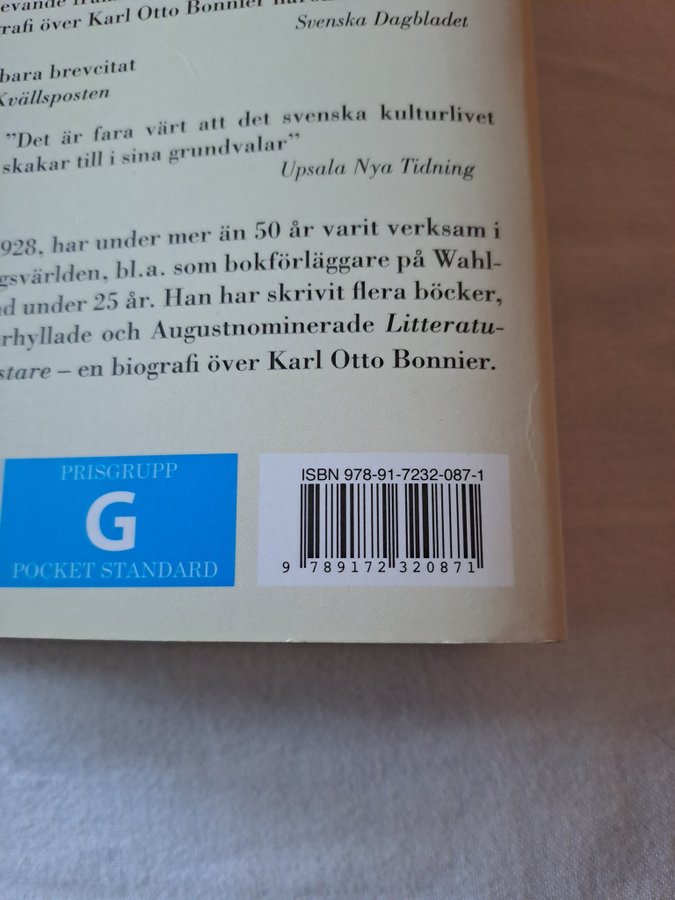 rafi över Karl Otto Bonnier
Svenska Dagbladet
bara brevcitat
Kvällsposten
”Det är fara värt att det svenska kulturlivet
skakar till i sina grundvalar”
Upsala Nya Tidning
928, har under mer än 50 år varit verksam i
gsvärlden, bl.a. som bokförläggare på Wahl-
d under 25 år. Han har skrivit flera böcker,
rhyllade och Augustnominerade Litteratu-
stare – en biografi över Karl Otto Bonnier.
PRISGRUPP
G
POCKET STANDARD
ISBN 978-91-7232-087-1
9 789172 320871